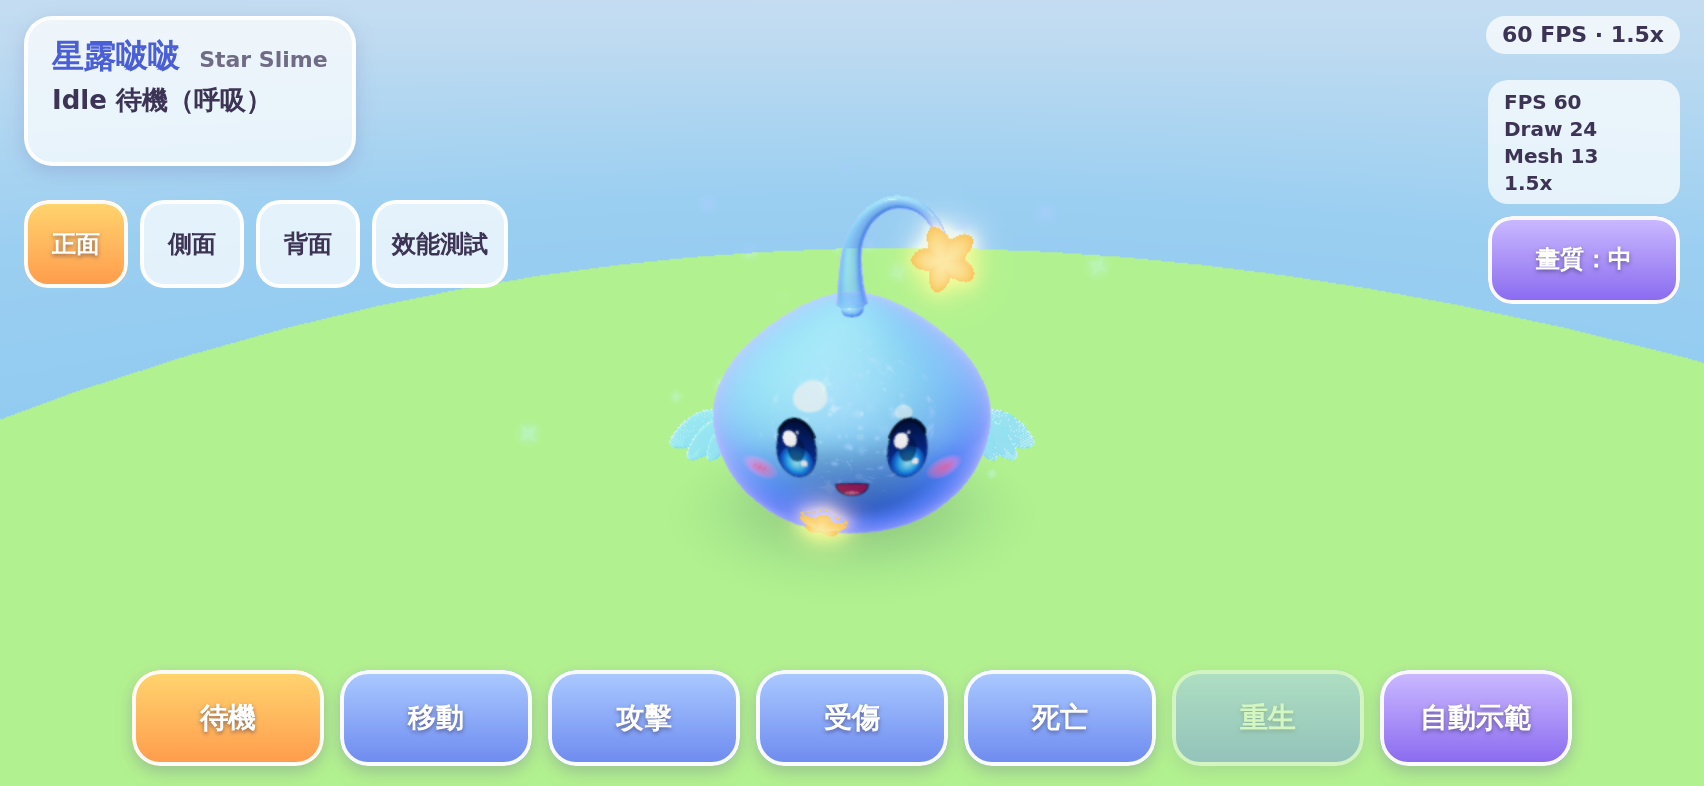 星露啵啵 Star Slime
Idle 待機（呼吸）
60 FPS · 1.5x
FPS 60
Draw 24
Mesh 13
1.5x
正面
側面
背面
效能測試
畫質：中
待機
移動
攻擊
受傷
死亡
重生
自動示範